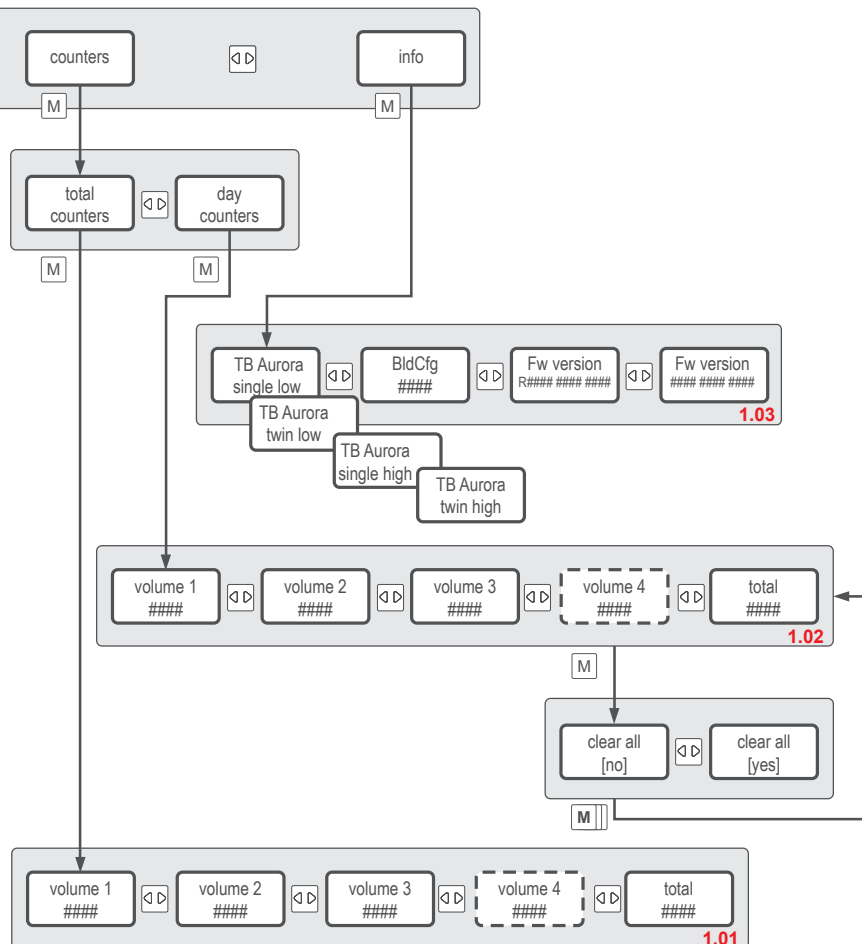 counters
info
M
M
total
counters
day
counters
M
M
TB Aurora
single low
BldCfg
####
Fw version
R#### #### ####
Fw version
#### #### ####
1.03
TB Aurora
twin low
TB Aurora
single high
TB Aurora
twin high
volume 1
####
volume 2
####
volume 3
####
volume 4
####
total
####
1.02
M
clear all
[no]
clear all
[yes]
M
volume 1
####
volume 2
####
volume 3
####
volume 4
####
total
####
1.01